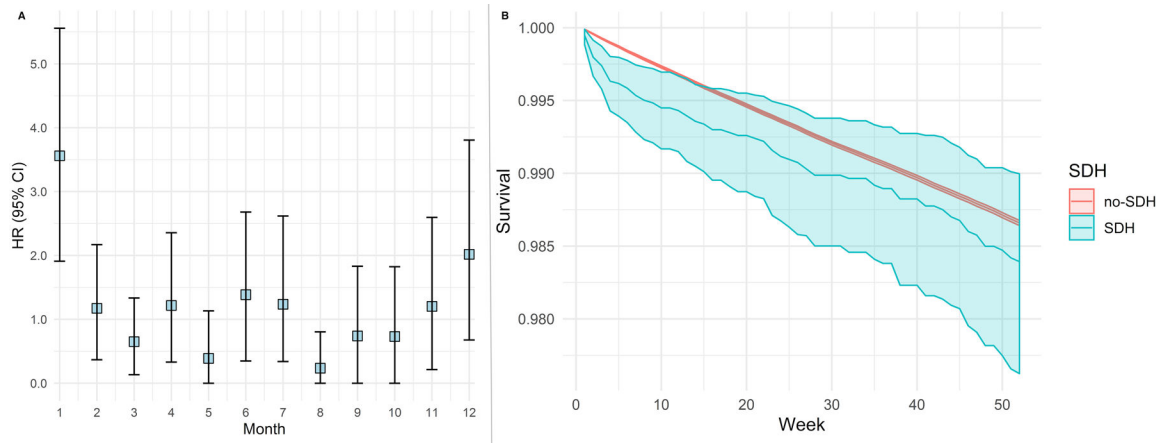 A
HR (95% CI)
5.0
4.0
3.0
2.0
1.0
0.0
1 2 3 4 5 6 7 8 9 10 11 12
Month
B
Survival
1.000
0.995
0.990
0.985
0.980
0 10 20 30 40 50
Week
SDH
no-SDH
SDH